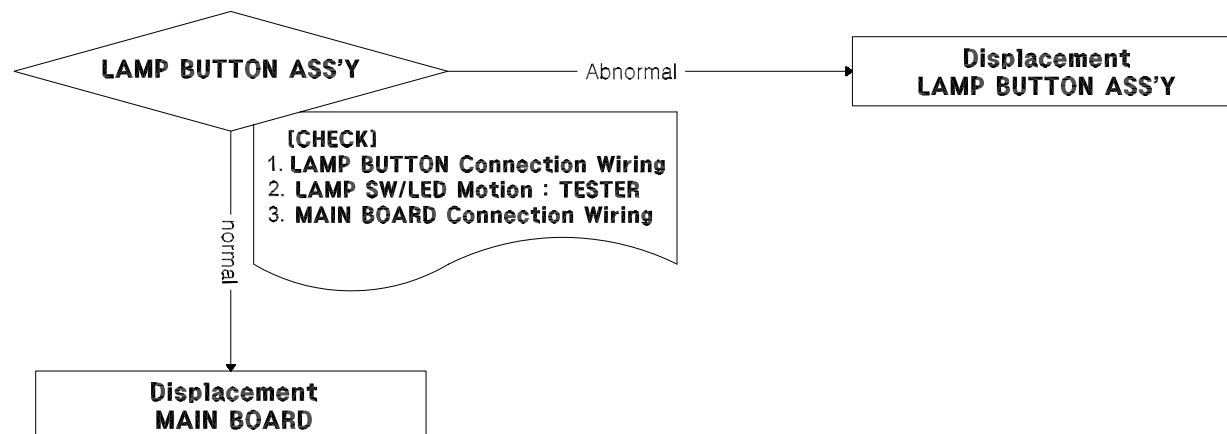 LAMP BUTTON ASS'Y
Abnormal
Displacement
LAMP BUTTON ASS'Y
[CHECK]
1. LAMP BUTTON Connection Wiring
2. LAMP SW/LED Motion : TESTER
3. MAIN BOARD Connection Wiring
normal
Displacement
MAIN BOARD